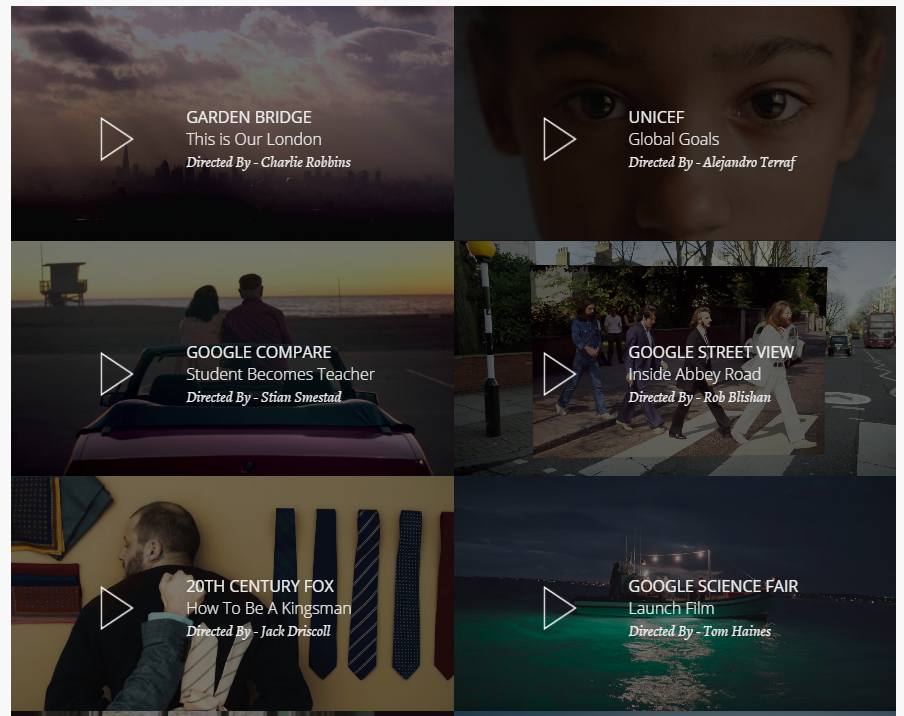 GARDEN BRIDGE
This is Our London
Directed By - Charlie Robbins
UNICEF
Global Goals
Directed By - Alejandro Terraf
GOOGLE COMPARE
Student Becomes Teacher
Directed By - Stian Smestad
GOOGLE STREET VIEW
Inside Abbey Road
Directed By - Rob Blishan
20TH CENTURY FOX
How To Be A Kingsman
Directed By - Jack Driscoll
GOOGLE SCIENCE FAIR
Launch Film
Directed By - Tom Haines